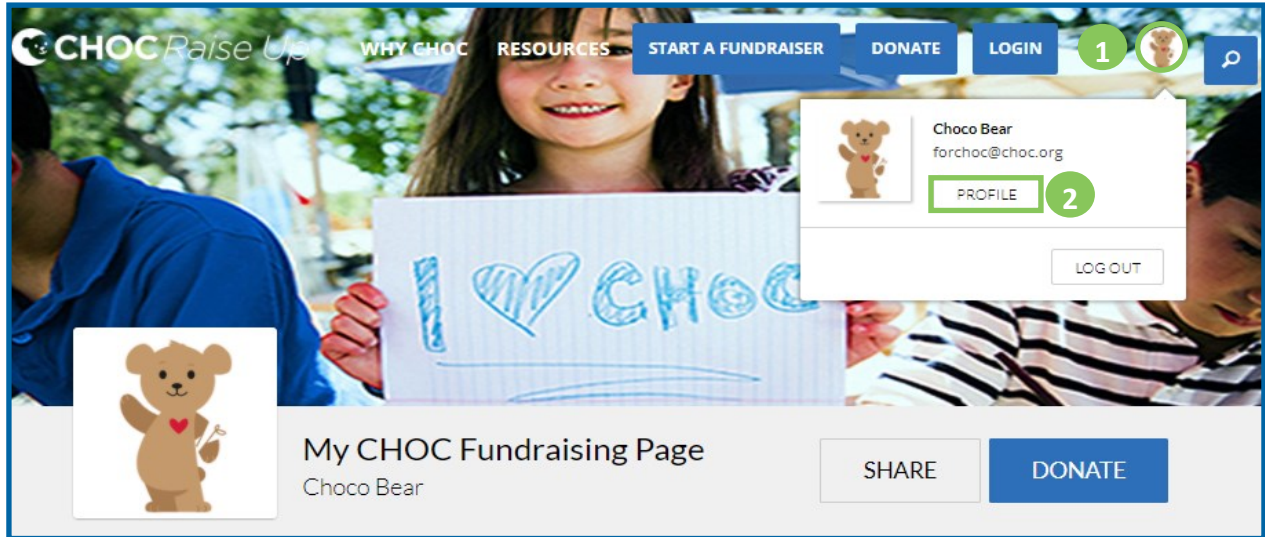 CHOC Raise Up WHY CHOC RESOURCES START A FUNDRAISER DONATE LOGIN 1
Choco Bear
forchoc@choc.org
PROFILE 2
LOG OUT
I ♡ CHOC
My CHOC Fundraising Page
Choco Bear
SHARE DONATE